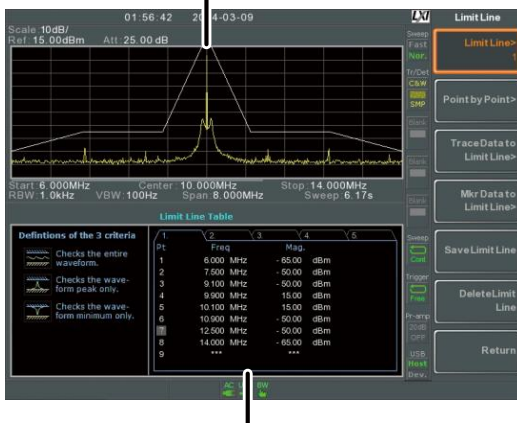 01:56:42 2014-03-09
LXI
Limit Line
Scale:10dB/
Ref: 15.00dBm Att:25.00 dB
Sweep
Fast
Nor.
Tr/Det
C&W
SMP
Blank
Blank
Blank
Start:6.000MHz Center:10.000MHz Stop:14.000MHz
RBW:1.0kHz VBW:100Hz Span:8.000MHz Sweep:6.17s
Limit Line Table
Definitions of the 3 criteria
Checks the entire
waveform.
Checks the wave-
form peak only.
Checks the wave-
form minimum only.
1. 2. 3. 4. 5.
Pt Freq Mag.
1 6.000 MHz - 65.00 dBm
2 7.500 MHz - 50.00 dBm
3 9.100 MHz - 50.00 dBm
4 9.900 MHz 15.00 dBm
5 10.100 MHz 15.00 dBm
6 10.900 MHz - 50.00 dBm
7 12.500 MHz - 50.00 dBm
8 14.000 MHz - 65.00 dBm
9 ***  ***
Sweep
Cont
Trigger
Free
Pr-amp
20dB
OFF
USB
Host
Dev.
Limit Line>
1
Point by Point>
Trace Data to
Limit Line>
Mkr Data to
Limit Line>
Save Limit Line
Delete Limit
Line
Return
AC BW